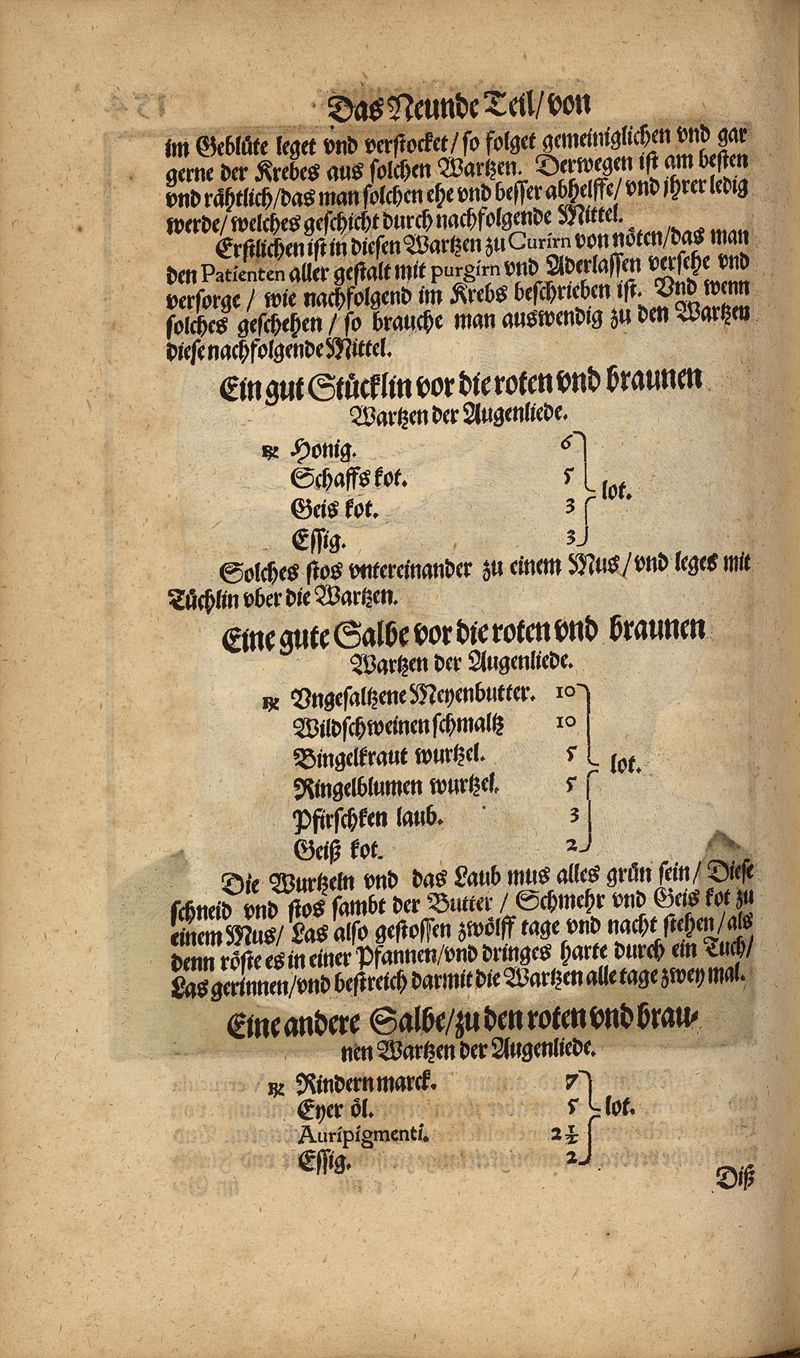 Das Neunde Teil/ von
im Geblüte leget vnd verstocket/ so folget gemeiniglichen vnd gar
gerne der Krebes aus solchen Wartzen. Derwegen ist am besten
vnd rähtlich/ das man solchen ehe vnd besser abhelffe/ vnd jhrer ledig
werde/ welches geschicht durch nachfolgende Mittel.
Erstlichen ist in diesen Wartzen zu Curirn von nöten/ das man
den Patienten aller gestalt mit purgirn vnd Aderlassen versehe vnd
versorge / wie nachfolgend im Krebs beschrieben ist. Vnd wenn
solches geschehen / so brauche man auswendig zu den Wartzen
diese nachfolgende Mittel.
Ein gut Stücklin vor die roten vnd braunen
Wartzen der Augenliede.
℞ Honig. 6
Schaffs kot. 5
lot.
Geis kot. 3
Essig. 3
Solches stos vntereinander zu einem Mus/ vnd leges mit
Tüchlin vber die Wartzen.
Eine gute Salbe vor die roten vnd braunen
Wartzen der Augenliede.
℞ Vngesaltzene Meyenbutter. 10
Wildschweinen schmaltz 10
Bingelkraut wurtzel. 5
lot.
Ringelblumen wurtzel. 5
Pfirschken laub. 3
Geiß kot. 2
Die Wurtzeln vnd das Laub mus alles grün sein/ Diese
schneid vnd stos sambt der Butter / Schmehr vnd Geis kot zu
einem Mus/ Las also gestossen zwölff tage vnd nacht stehen/ als
denn röste es in einer Pfannen/ vnd dringes harte durch ein Tuch/
Las gerinnen/ vnd bestreich darmit die Wartzen alle tage zwey mal.
Eine andere Salbe/ zu den roten vnd brau-
nen Wartzen der Augenliede.
℞ Rindern marck. 7
Eyer öl. 5 lot.
Auripigmenti. 2½
Essig. 2
Diß